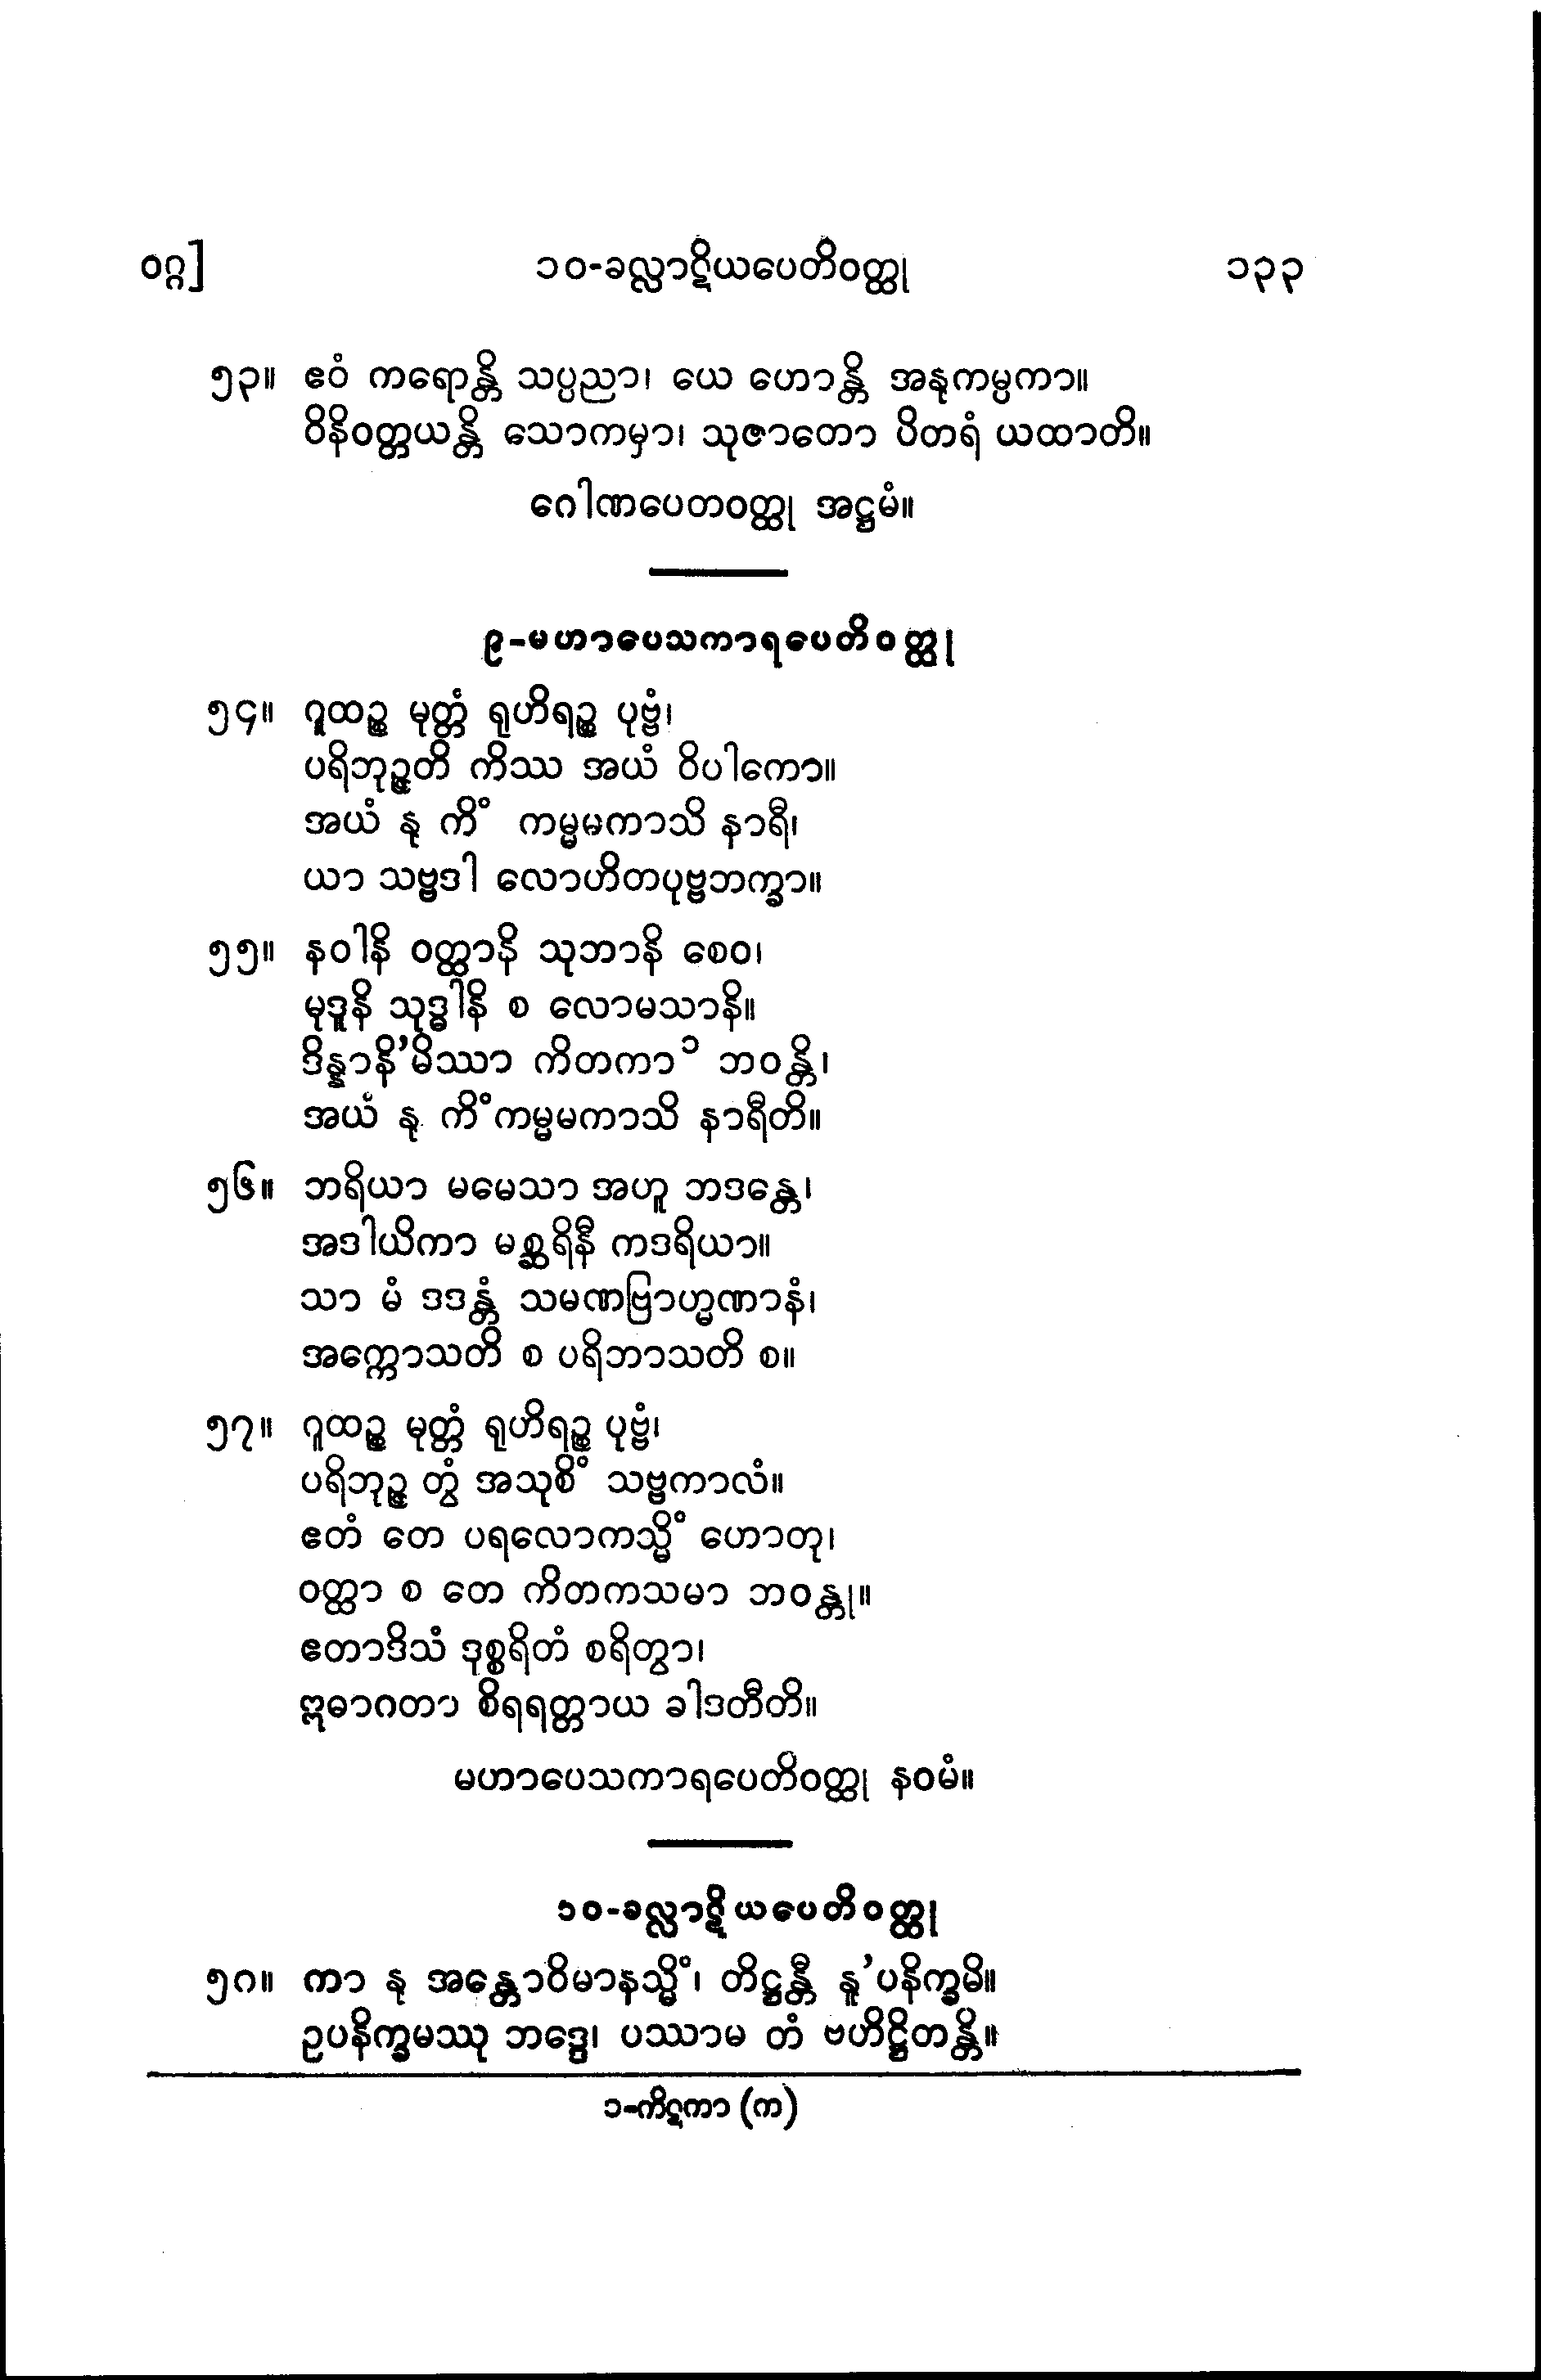 ဝဂ္ဂ] ၁၀-ခလ္လာဋိယပေတိဝတ္ထု ၁၃၃
၅၃။ ဧဝံ ကရောန္တိ သပ္ပညာ၊ ယေ ဟောန္တိ အနုကမ္ပကာ။
ဝိနိဝတ္တယန္တိ သောကမှာ၊ သုဇာတော ပိတရံ ယထာတိ။
ဂေါဏပေတဝတ္ထု အဋ္ဌမံ။
၉-မဟာပေသကာရပေတိဝတ္ထု
၅၄။ ဂူထဉ္စ မုတ္တံ ရုဟိရဉ္စ ပုဗ္ဗံ၊
ပရိဘုဉ္ဇတိ ကိဿ အယံ ဝိပါကော။
အယံ နု ကိံ ကမ္မမကာသိ နာရီ၊
ယာ သဗ္ဗဒါ လောဟိတပုဗ္ဗဘက္ခာ။
၅၅။ နဝါနိ ဝတ္ထာနိ သုဘာနိ စေဝ၊
မုဒူနိ သုဒ္ဓါနိ စ လောမသာနိ။
ဒိန္နာနိ’မိဿာ ကိတကာ ၁ ဘဝန္တိ၊
အယံ နု ကိံကမ္မမကာသိ နာရီတိ။
၅၆။ ဘရိယာ မမေသာ အဟူ ဘဒန္တေ၊
အဒါယိကာ မစ္ဆရိနီ ကဒရိယာ။
သာ မံ ဒဒန္တံ သမဏဗြာဟ္မဏာနံ၊
အက္ကောသတိ စ ပရိဘာသတိ စ။
၅၇။ ဂူထဉ္စ မုတ္တံ ရုဟိရဉ္စ ပုဗ္ဗံ၊
ပရိဘုဉ္ဇ တွံ အသုစိံ သဗ္ဗကာလံ။
ဧတံ တေ ပရလောကသ္မိံ ဟောတု၊
ဝတ္ထာ စ တေ ကိတကသမာ ဘဝန္တု။
ဧတာဒိသံ ဒုစ္စရိတံ စရိတွာ၊
ဣဓာဂတာ စိရရတ္တာယ ခါဒတီတိ။
မဟာပေသကာရပေတိဝတ္ထု နဝမံ။
၁၀-ခလ္လာဋိယပေတိဝတ္ထု
၅၈။ ကာ နု အန္တောဝိမာနသ္မိံ၊ တိဋ္ဌန္တီ နူ’ပနိက္ခမိ။
ဥပနိက္ခမဿု ဘဒ္ဒေ၊ ပဿာမ တံ ဗဟိဋ္ဌိတန္တိ။
၁-ကိဋကာ (က)